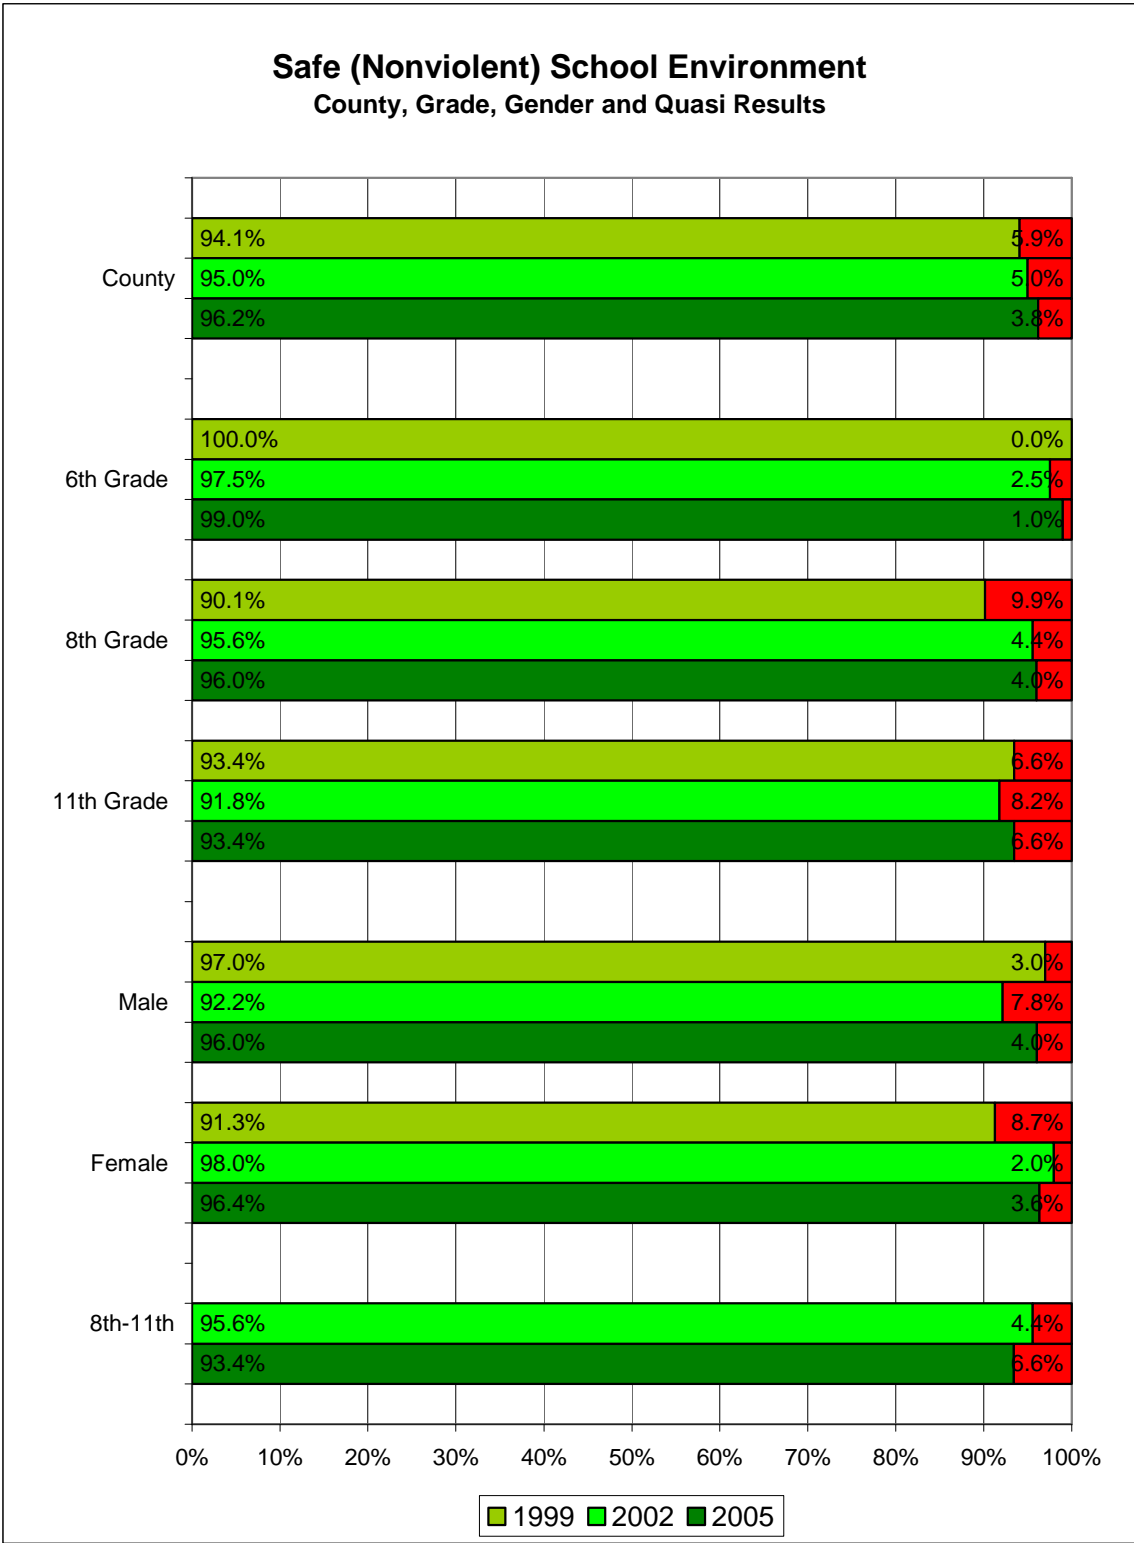 Safe (Nonviolent) School Environment
County, Grade, Gender and Quasi Results
94.1% 5.9%
County 95.0% 5.0%
96.2% 3.8%
100.0% 0.0%
6th Grade 97.5% 2.5%
99.0% 1.0%
90.1% 9.9%
8th Grade 95.6% 4.4%
96.0% 4.0%
93.4% 6.6%
11th Grade 91.8% 8.2%
93.4% 6.6%
97.0% 3.0%
Male 92.2% 7.8%
96.0% 4.0%
91.3% 8.7%
Female 98.0% 2.0%
96.4% 3.6%
8th-11th 95.6% 4.4%
93.4% 6.6%
0% 10% 20% 30% 40% 50% 60% 70% 80% 90% 100%
1999 2002 2005